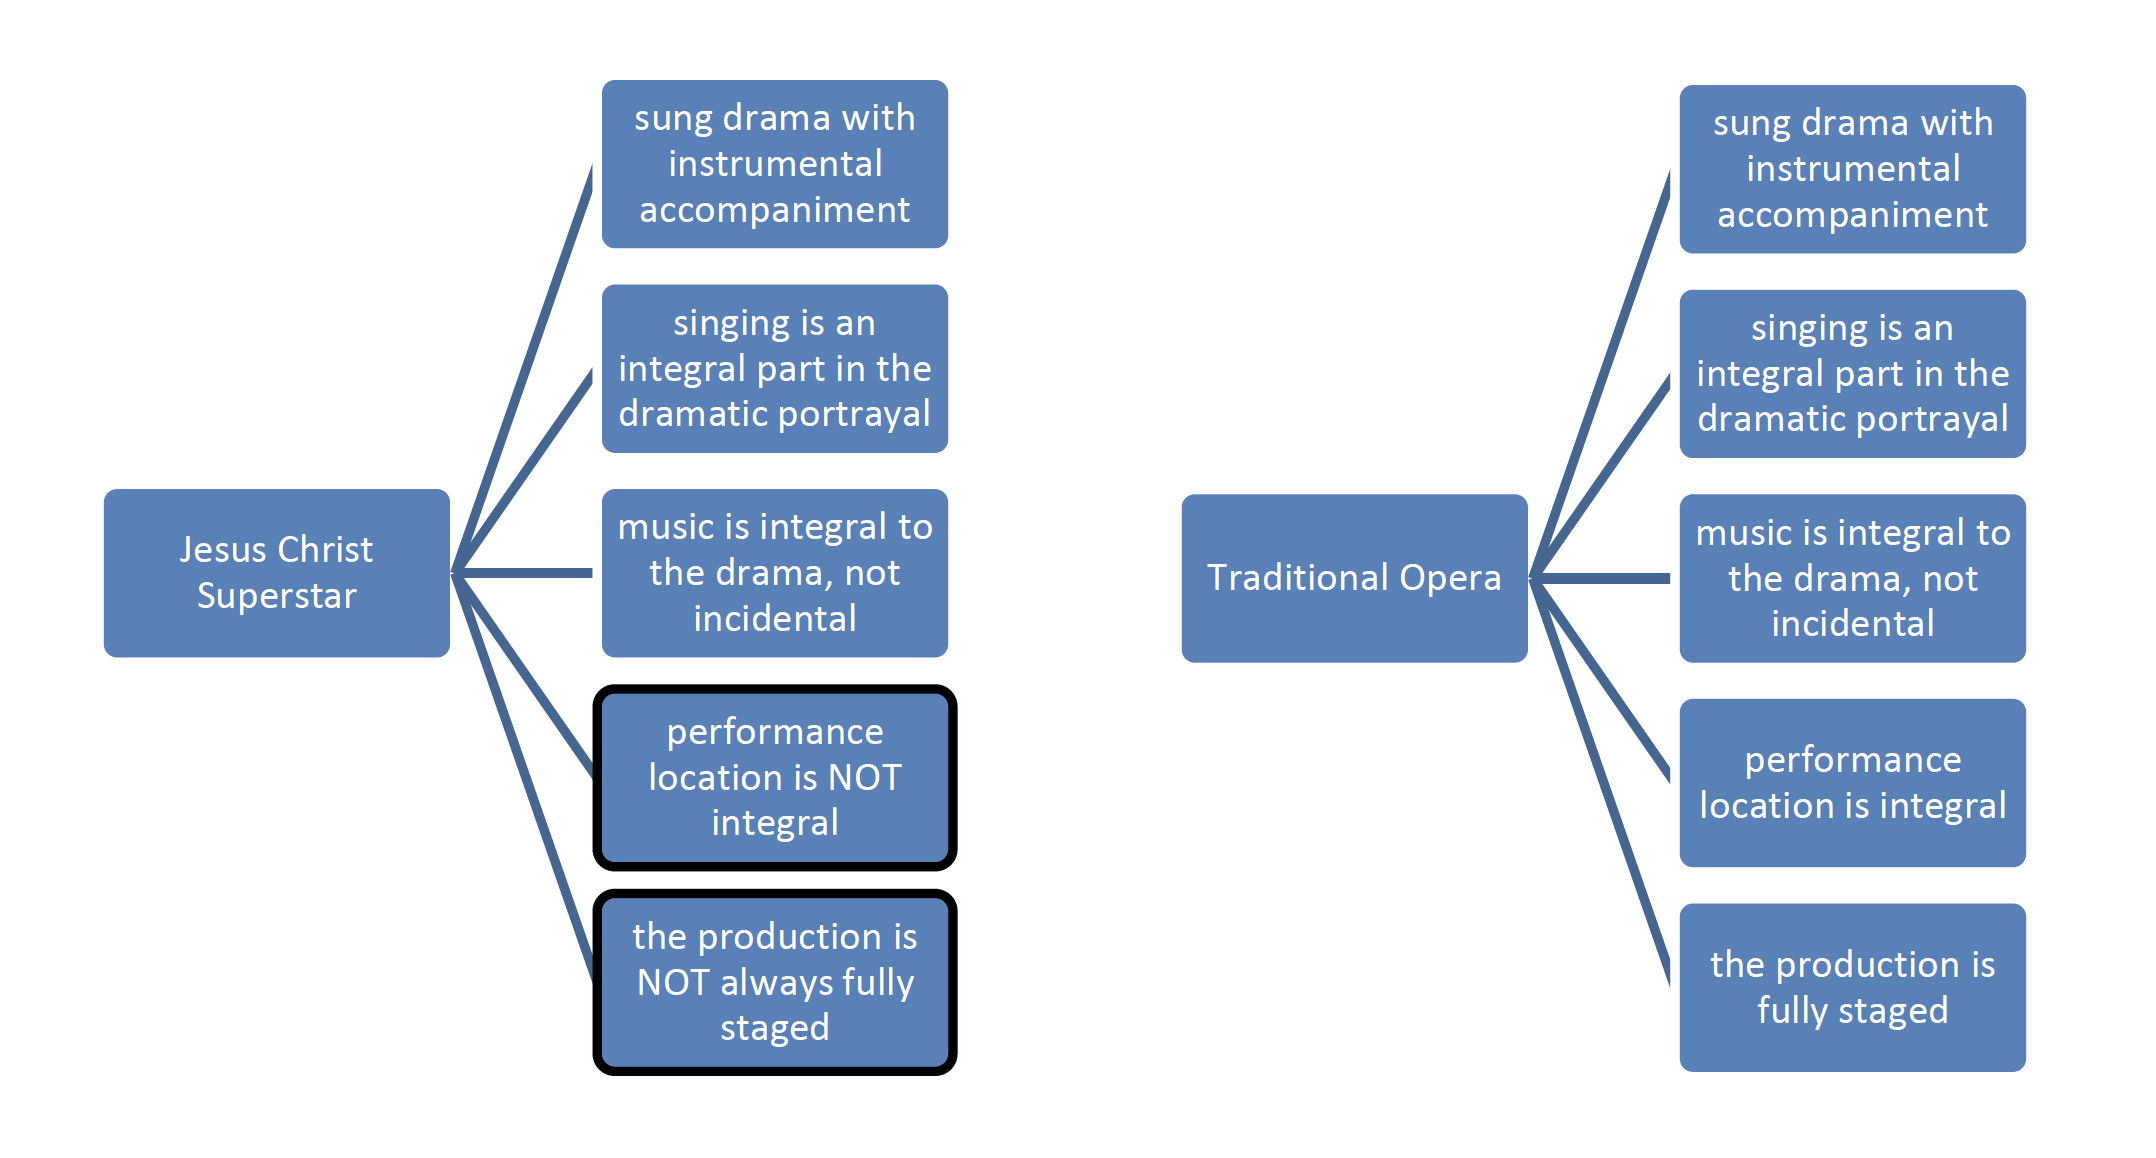 Jesus Christ
Superstar
sung drama with
instrumental
accompaniment
singing is an
integral part in the
dramatic portrayal
music is integral to
the drama, not
incidental
performance
location is NOT
integral
the production is
NOT always fully
staged
Traditional Opera
sung drama with
instrumental
accompaniment
singing is an
integral part in the
dramatic portrayal
music is integral to
the drama, not
incidental
performance
location is integral
the production is
fully staged